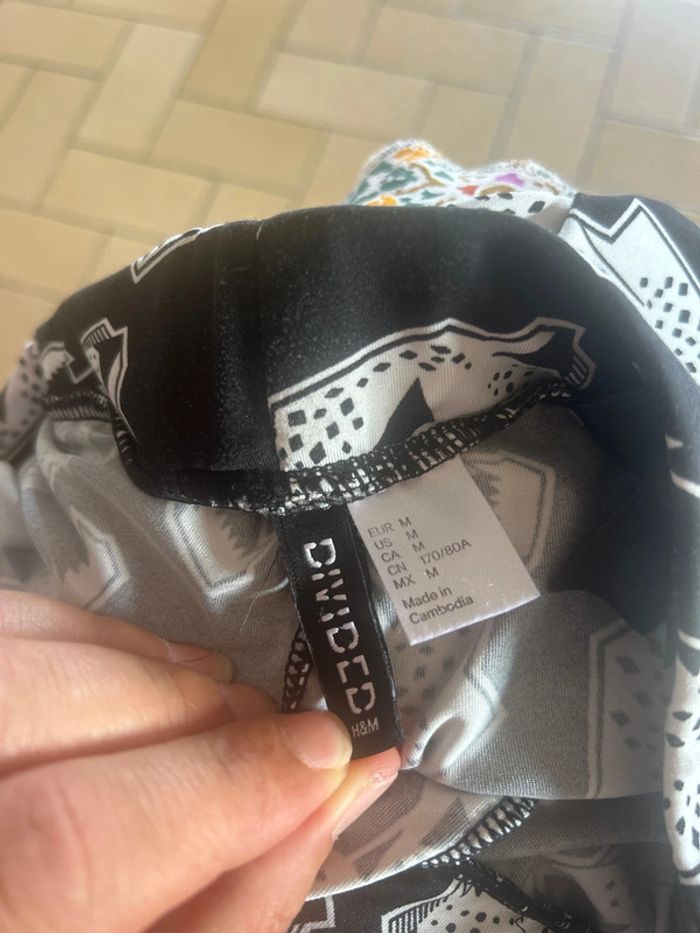 EUR M
US M
CA M
CN 170/80A
MX M
Made in
Cambodia
DIVIDED
H&M